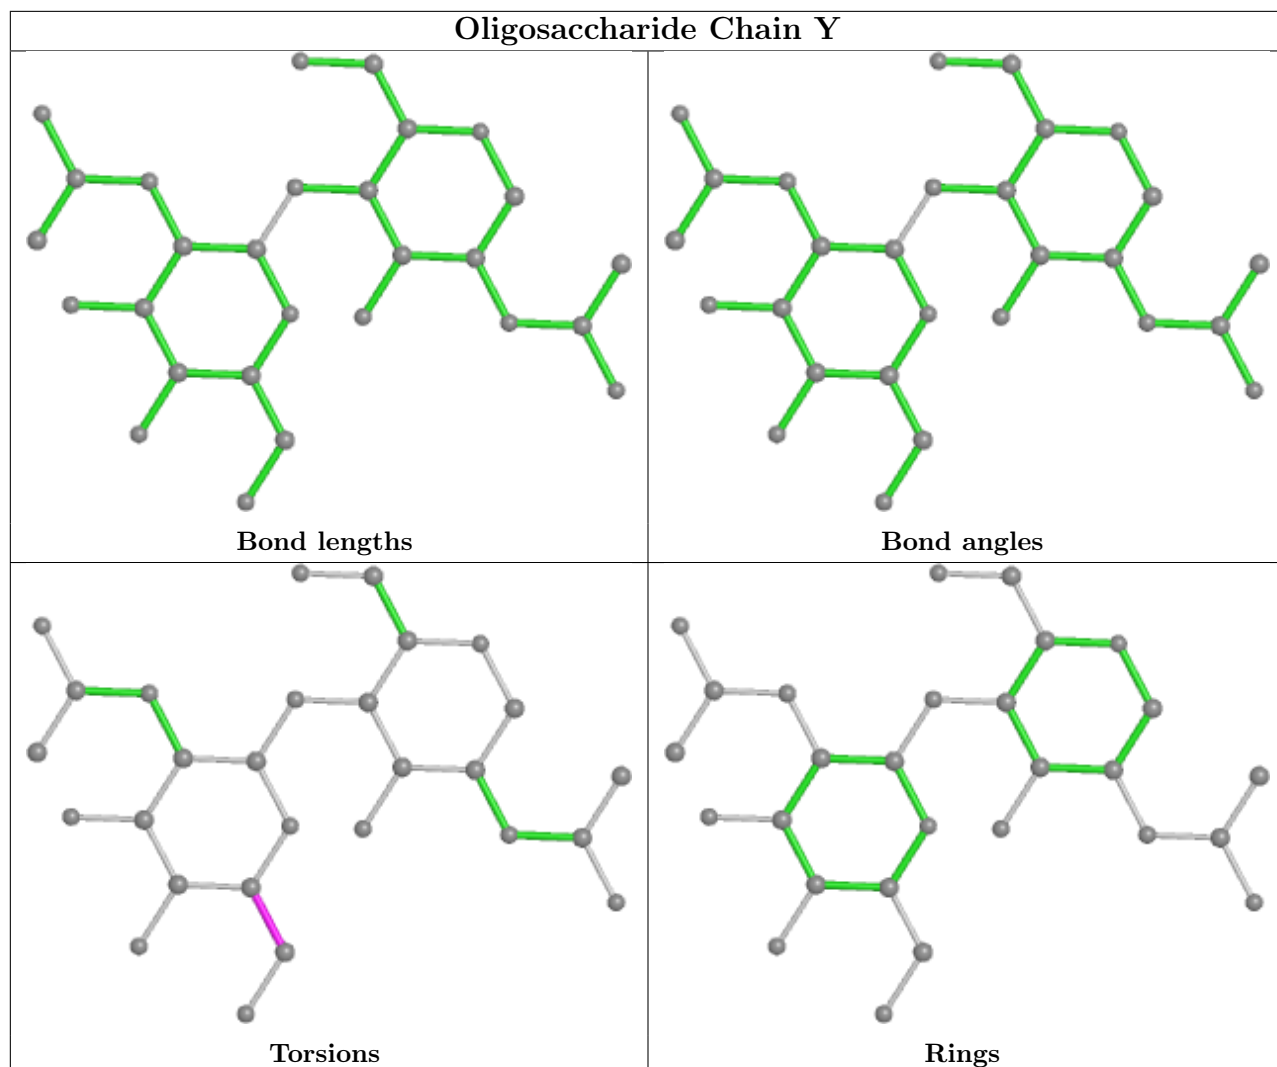 Oligosaccharide Chain Y
Bond lengths
Bond angles
Torsions
Rings